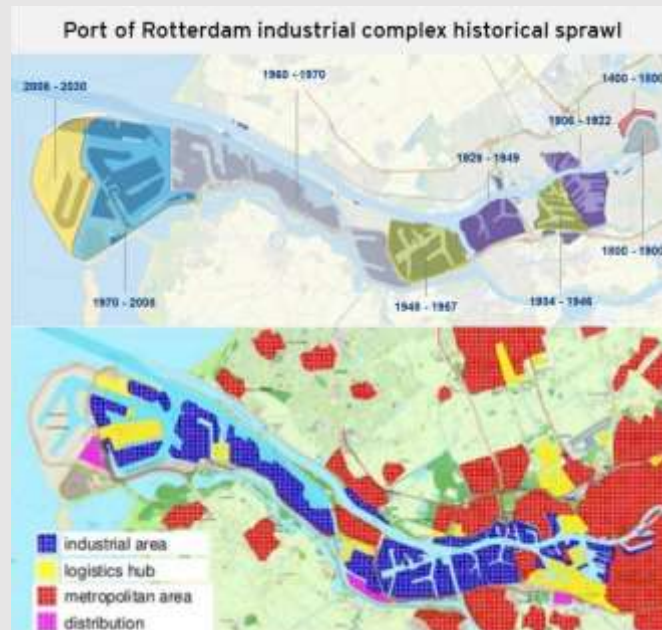 Port of Rotterdam industrial complex historical sprawl
1960 - 1970
2008 - 2030
1400 - 1800
1906 - 1922
1929 - 1949
1800 - 1900
1970 - 2008
1948 - 1967
1934 - 1946
industrial area
logistics hub
metropolitan area
distribution